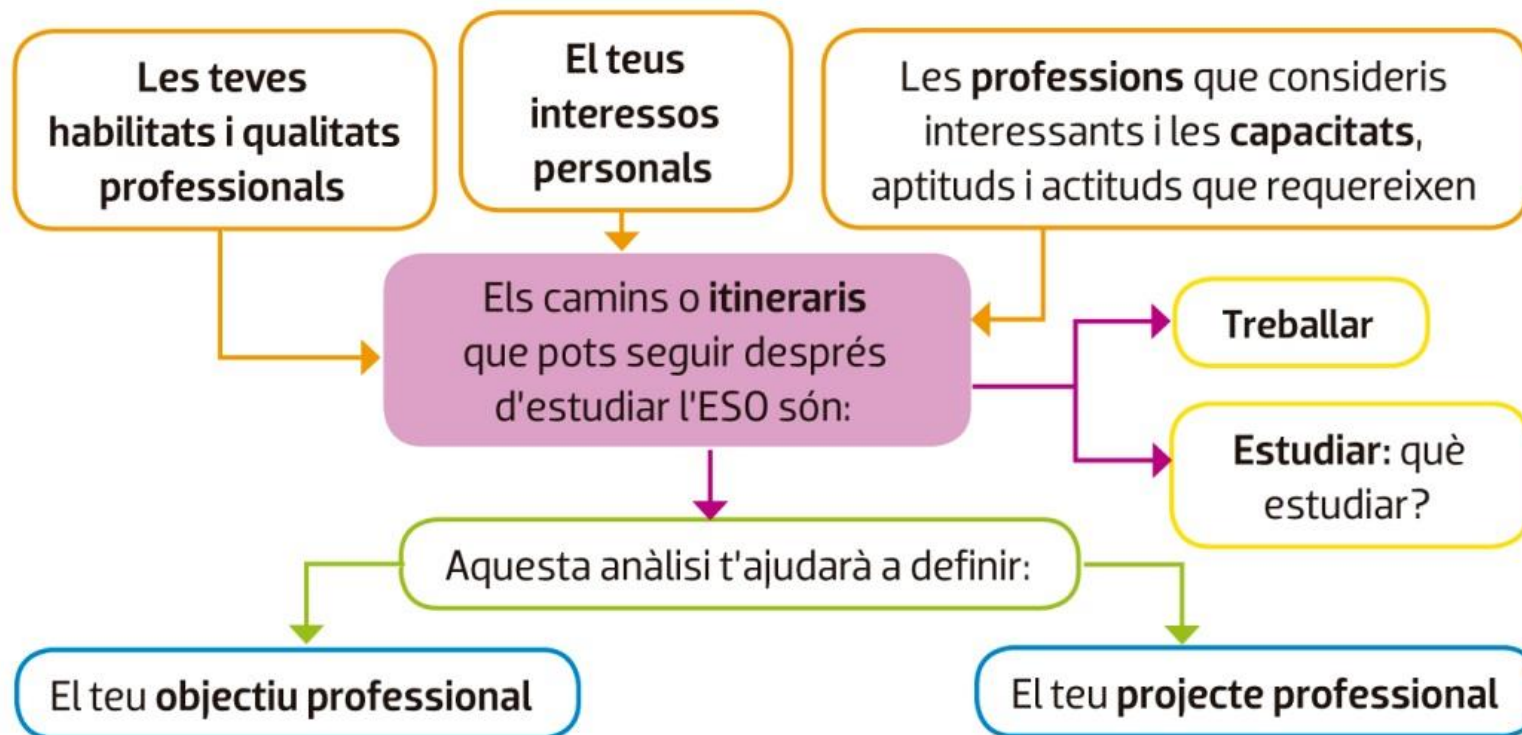 Les teves
habilitats i qualitats
professionals
El teus
interessos
personals
Les professions que consideris
interessants i les capacitats,
aptituds i actituds que requereixen
Els camins o itineraris
que pots seguir després
d'estudiar l'ESO són:
Treballar
Estudiar: què
estudiar?
Aquesta anàlisi t'ajudarà a definir:
El teu objectiu professional
El teu projecte professional